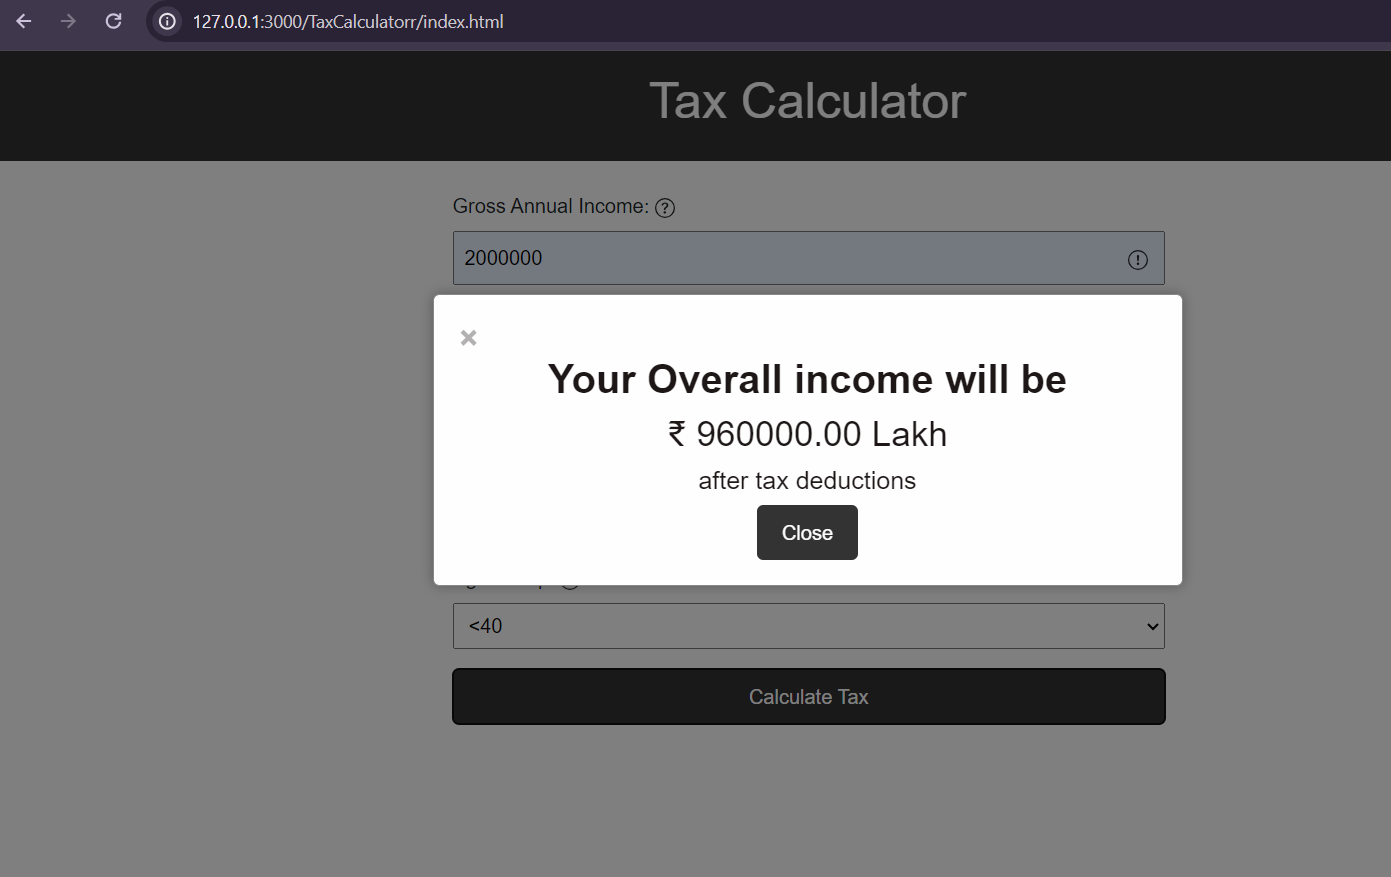 127.0.0.1:3000/TaxCalculatorr/index.html
Tax Calculator
Gross Annual Income: ?
2000000
!
×
Your Overall income will be
₹ 960000.00 Lakh
after tax deductions
Close
<40
Calculate Tax